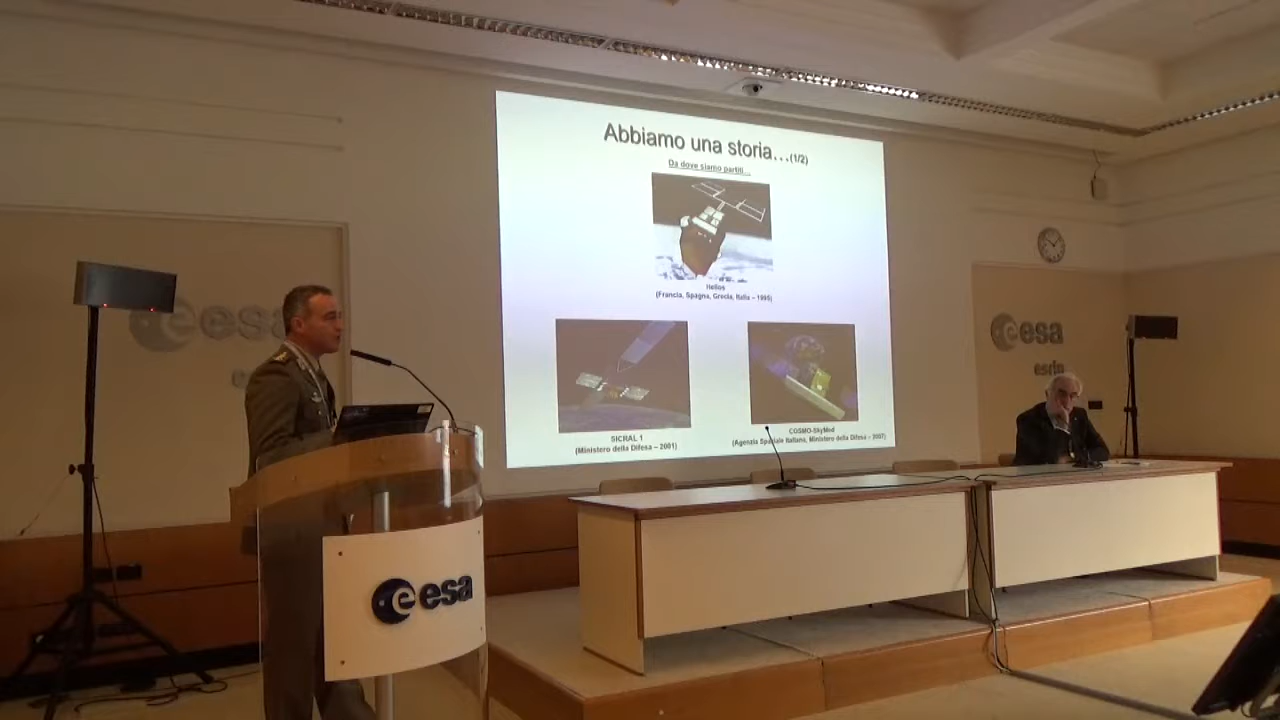 Abbiamo una storia...(1/2)
Da dove siamo partiti...
Helios
(Francia, Spagna, Grecia, Italia – 1995)
SICRAL 1
(Ministero della Difesa – 2001)
COSMO-SkyMed
(Agenzia Spaziale Italiana, Ministero della Difesa – 2007)
esa
esa
esrin
esa